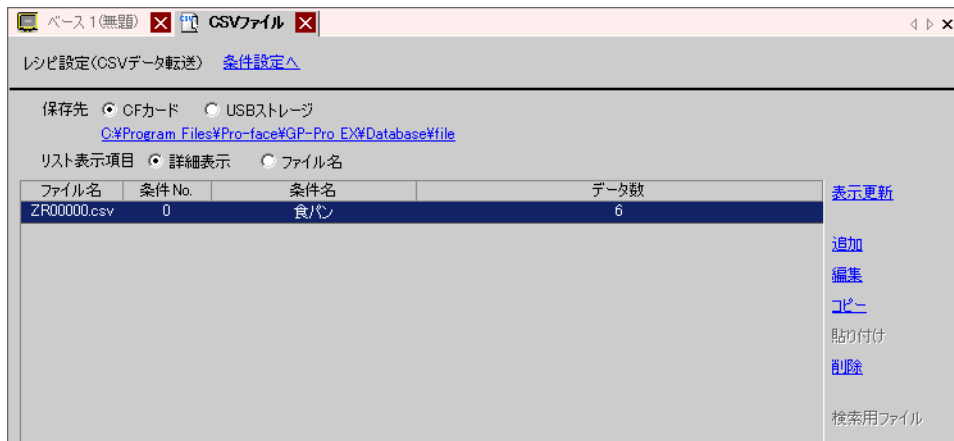 ベース 1(無題) CSVファイル
レシピ設定(CSVデータ転送) 条件設定へ
保存先 CFカード USBストレージ
C:¥Program Files¥Pro-face¥GP-Pro EX¥Database¥file
リスト表示項目 詳細表示 ファイル名
ファイル名 条件 No. 条件名 データ数
ZR00000.csv 0 食パン 6
表示更新
追加
編集
コピー
貼り付け
削除
検索用ファイル